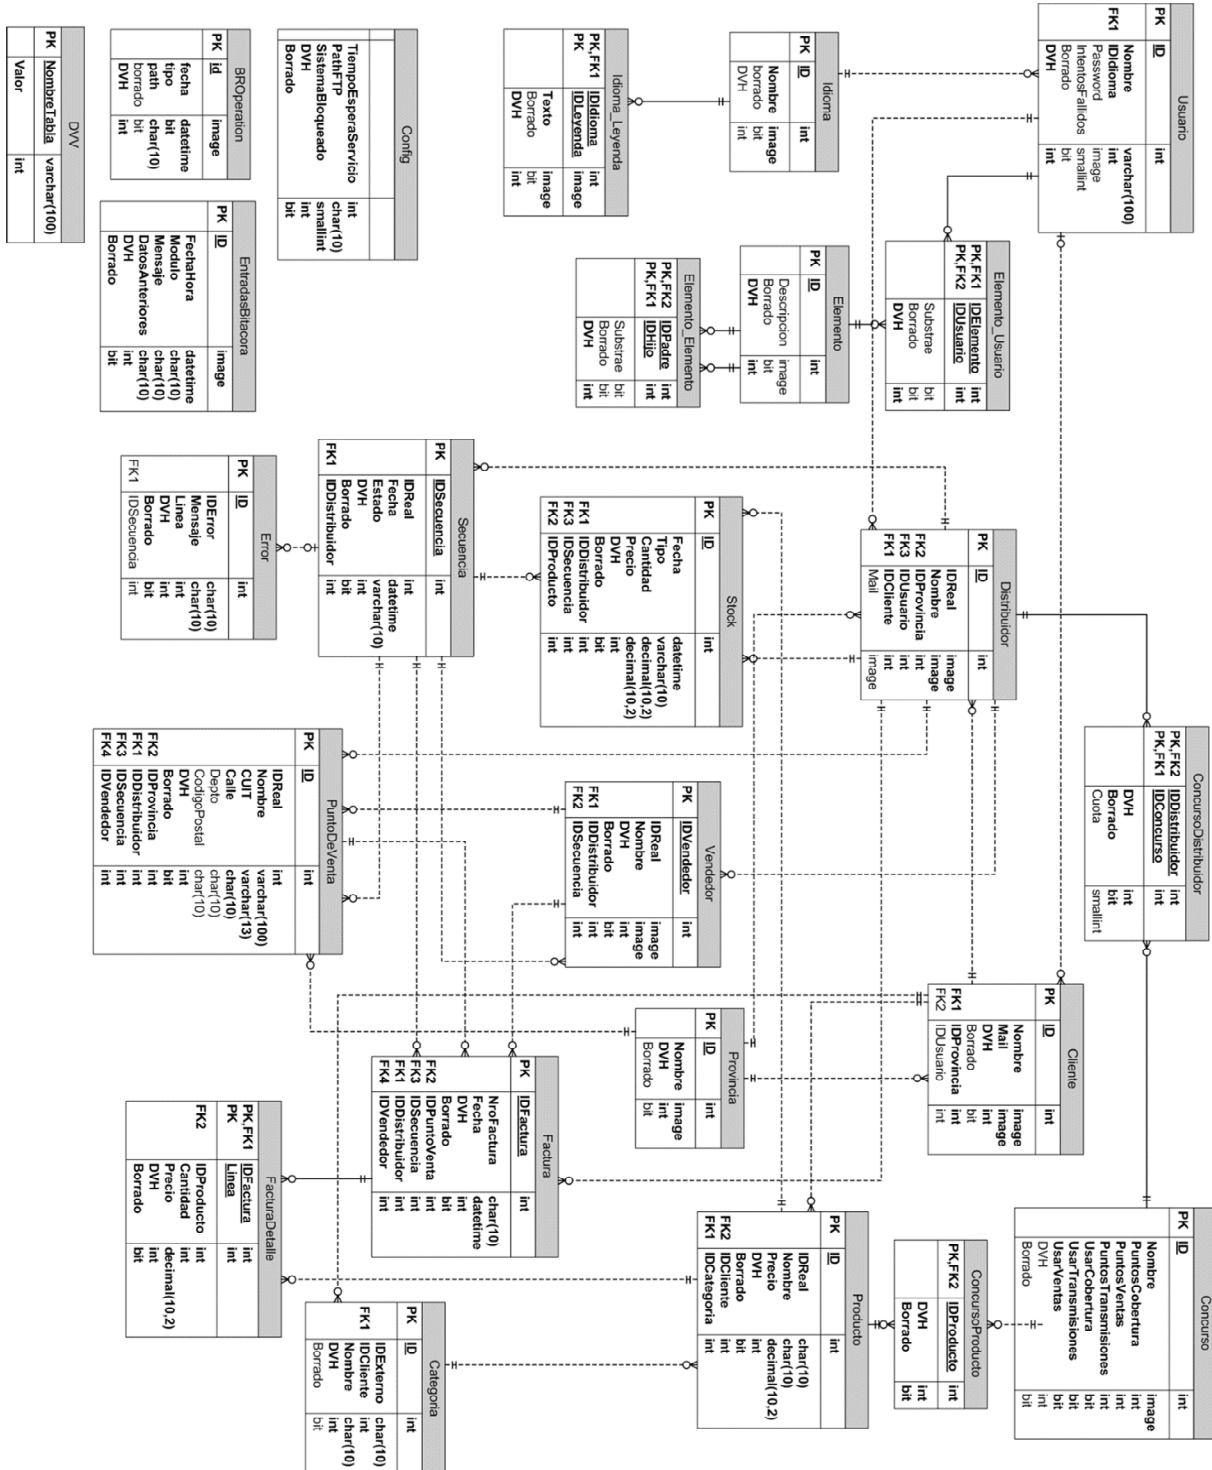 Usuario
PK ID int
Nombre varchar(100)
FK1 IDIdioma int
Password image
IntentosFallidos smallint
Borrado bit
DVH int
Idioma
PK ID int
Nombre image
borrado bit
DVH int
Idioma_Leyenda
PK,FK1 IDIdioma int
PK IDLeyenda image
Texto image
Borrado bit
DVH int
Config
TiempoEsperaServicio int
PathFTP char(10)
SistemaBloqueado smallint
DVH int
Borrado bit
BROperation
PK id image
fecha datetime
tipo bit
path char(10)
borrado bit
DVH int
DVV
PK NombreTabla varchar(100)
Valor int
Elemento_Usuario
PK,FK1 IDElemento int
PK,FK2 IDUsuario int
Substrae bit
Borrado bit
DVH int
Elemento
PK ID int
Descripcion image
Borrado bit
DVH int
Elemento_Elemento
PK,FK2 IDPadre int
PK,FK1 IDHijo int
Substrae bit
Borrado bit
DVH int
EntradasBitacora
PK ID image
FechaHora datetime
Modulo char(10)
Mensaje char(10)
DatosAnteriores char(10)
DVH int
Borrado bit
Distribuidor
PK ID int
IDReal image
Nombre image
FK2 IDProvincia int
FK3 IDUsuario int
FK1 IDCliente int
Mail image
Stock
PK ID int
Fecha datetime
Tipo varchar(10)
Cantidad decimal(10,2)
Precio decimal(10,2)
DVH int
Borrado bit
FK1 IDDistribuidor int
FK3 IDSecuencia int
FK2 IDProducto int
Secuencia
PK IDSecuencia int
IDReal int
Fecha datetime
Estado varchar(10)
DVH int
Borrado bit
FK1 IDDistribuidor int
Error
PK ID int
IDError char(10)
Mensaje char(10)
Linea int
DVH int
Borrado bit
FK1 IDSecuencia int
ConcursoDistribuidor
PK,FK2 IDDistribuidor int
PK,FK1 IDConcurso int
DVH int
Borrado bit
Cuota smallint
Vendedor
PK IDVendedor int
IDReal image
Nombre image
DVH int
Borrado bit
FK1 IDDistribuidor int
FK2 IDSecuencia int
PuntoDeVenta
PK ID int
IDReal int
Nombre varchar(100)
CUIT varchar(13)
Calle char(10)
Depto char(10)
CodigoPostal char(10)
DVH int
Borrado bit
FK2 IDProvincia int
FK1 IDDistribuidor int
FK3 IDSecuencia int
FK4 IDVendedor int
Cliente
PK ID int
Nombre image
Mail image
DVH int
Borrado bit
FK1 IDProvincia int
FK2 IDUsuario int
Provincia
PK ID int
Nombre image
DVH int
Borrado bit
Factura
PK IDFactura int
NroFactura char(10)
Fecha datetime
DVH int
Borrado bit
FK2 IDPuntoVenta int
FK3 IDSecuencia int
FK1 IDDistribuidor int
FK4 IDVendedor int
FacturaDetalle
PK,FK1 IDFactura int
PK Linea int
FK2 IDProducto int
Cantidad int
Precio decimal(10,2)
DVH int
Borrado bit
Concurso
PK ID int
Nombre image
PuntosCobertura int
PuntosVentas int
PuntosTransmisiones int
UsarCobertura bit
UsarTransmisiones bit
UsarVentas bit
DVH int
Borrado bit
ConcursoProducto
PK,FK2 IDProducto int
DVH int
Borrado bit
Producto
PK ID int
IDReal char(10)
Nombre char(10)
Precio decimal(10,2)
DVH int
Borrado bit
FK2 IDCliente int
FK1 IDCategoria int
Categoria
PK ID int
IDExterno char(10)
FK1 IDCliente int
Nombre char(10)
DVH int
Borrado bit